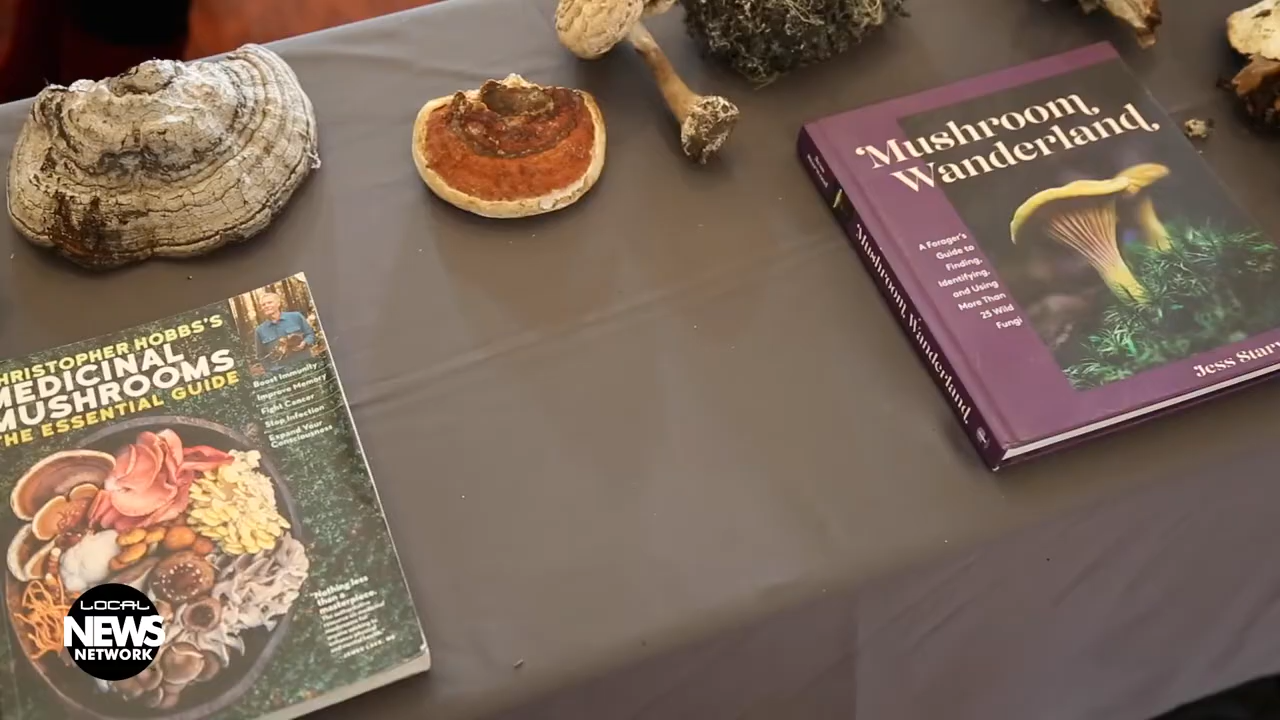 Mushroom
Wanderland
A Forager's
Guide to
Finding,
Identifying,
and Using
More Than
25 Wild
Fungi
Jess Star
Mushroom Wanderland
CHRISTOPHER HOBBS'S
MEDICINAL
MUSHROOMS
THE ESSENTIAL GUIDE
Boost Immunity
Improve Memory
Fight Cancer
Stop Infection
Expand Your
Consciousness
"Nothing less
than a
masterpiece.
LOCAL
NEWS
NETWORK